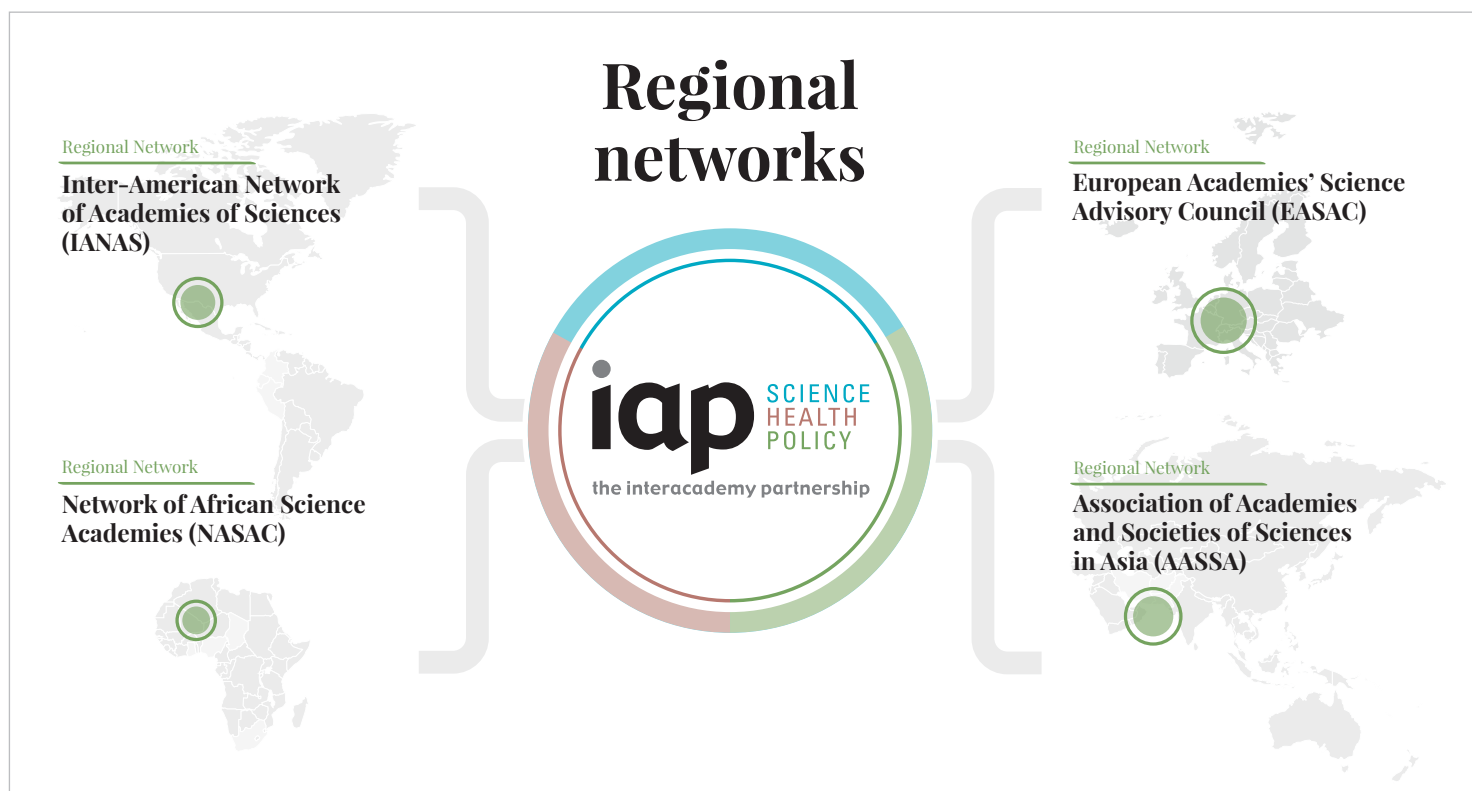 Regional
networks
Regional Network
Inter-American Network
of Academies of Sciences
(IANAS)
Regional Network
Network of African Science
Academies (NASAC)
iap
SCIENCE
HEALTH
POLICY
the interacademy partnership
Regional Network
European Academies’ Science
Advisory Council (EASAC)
Regional Network
Association of Academies
and Societies of Sciences
in Asia (AASSA)